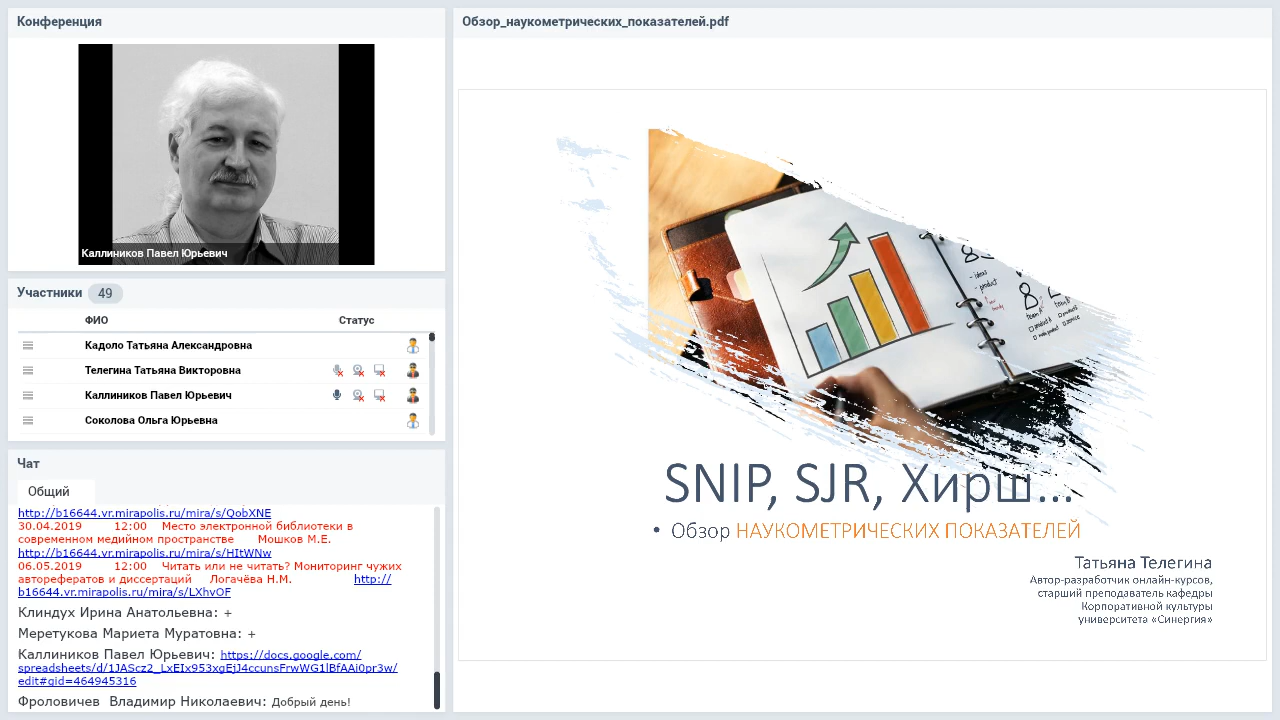 Конференция
Каллиников Павел Юрьевич
Участники 49
ФИО Статус
Кадоло Татьяна Александровна
Телегина Татьяна Викторовна
Каллиников Павел Юрьевич
Соколова Ольга Юрьевна
Чат
Общий
http://b16644.vr.mirapolis.ru/mira/s/QobXNE
30.04.2019 12:00 Место электронной библиотеки в
современном медийном пространстве Мошков М.Е.
http://b16644.vr.mirapolis.ru/mira/s/HItWNw
06.05.2019 12:00 Читать или не читать? Мониторинг чужих
авторефератов и диссертаций Логачёва Н.М. http://
b16644.vr.mirapolis.ru/mira/s/LXhvOF
Клиндух Ирина Анатольевна: +
Меретукова Мариета Муратовна: +
Каллиников Павел Юрьевич: https://docs.google.com/
spreadsheets/d/1JAScz2_LxEIx953xgEjJ4ccunsFrwWG1lBfAAi0pr3w/
edit#gid=464945316
Фроловичев Владимир Николаевич: Добрый день!
Обзор_наукометрических_показателей.pdf
- ideas
- product
SNIP, SJR, Хирш...
• Обзор НАУКОМЕТРИЧЕСКИХ ПОКАЗАТЕЛЕЙ
Татьяна Телегина
Автор-разработчик онлайн-курсов,
старший преподаватель кафедры
Корпоративной культуры
университета «Синергия»